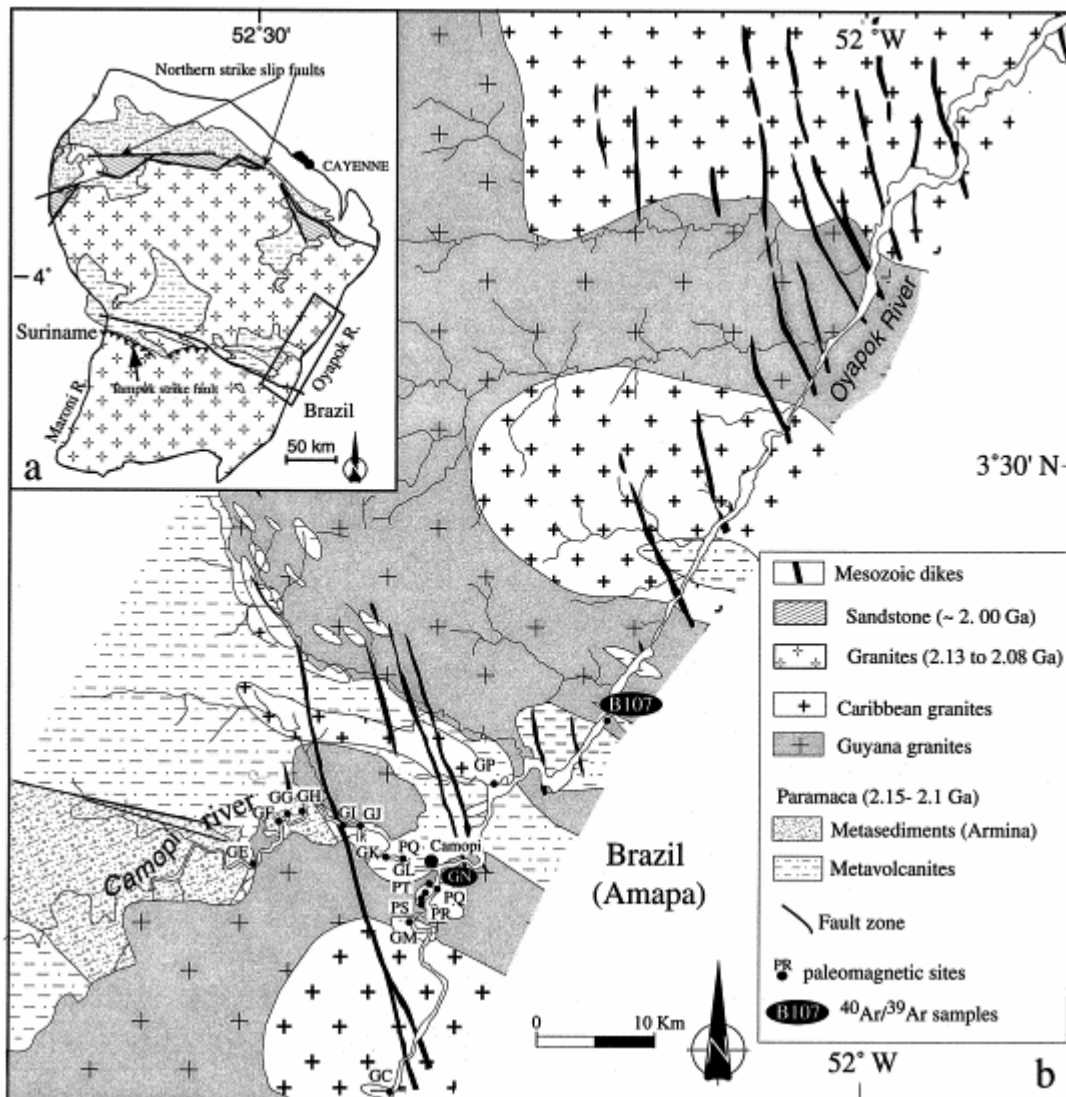 52°30'
Northern strike slip faults
CAYENNE
4°
Suriname
Tampok strike fault
Maroni R.
Oyapok R.
Brazil
50 km
a
52°W
Oyapok River
3°30' N
Mesozoic dikes
Sandstone (~ 2. 00 Ga)
Granites (2.13 to 2.08 Ga)
Caribbean granites
Guyana granites
Paramaca (2.15- 2.1 Ga)
Metasediments (Armina)
Metavolcanites
Fault zone
PR paleomagnetic sites
B107 40Ar/39Ar samples
B107
GP
Camopi river
GE
GF
GG
GH
GI
GJ
GK
PQ
Camopi
GL
GN
PT
PQ
PS
PR
GM
GC
Brazil
(Amapa)
0 10 Km
N
52° W
b